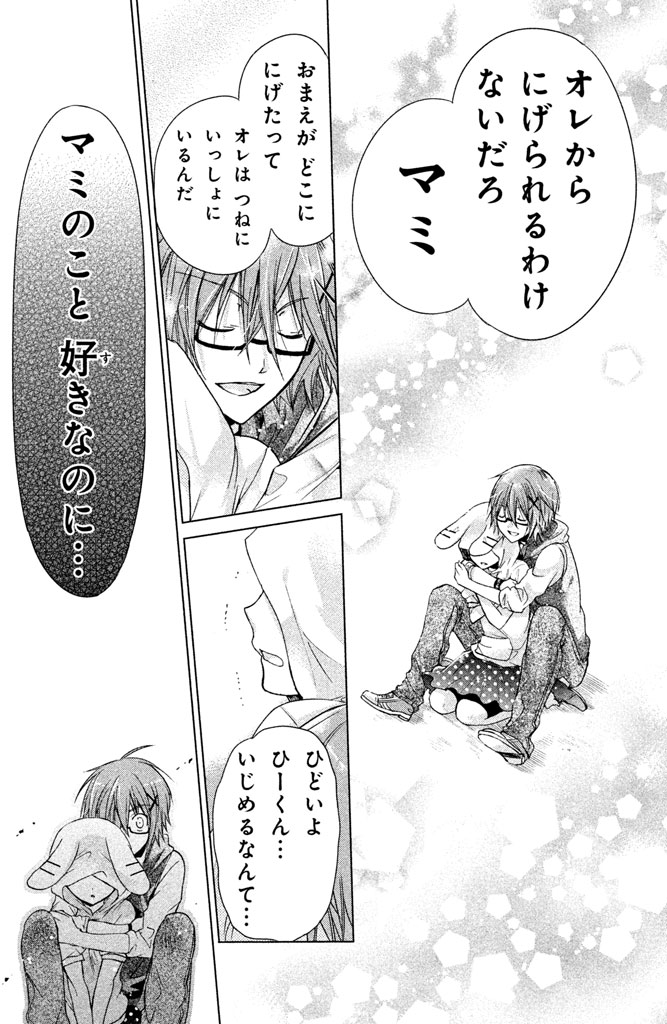 オレから
にげられるわけ
ないだろ
マミ
おまえが どこに
にげたって
オレは つねに
いっしょに
いるんだ
ひどいよ
ひーくん…
いじめるなんて…
マミのこと 好きなのに…
す